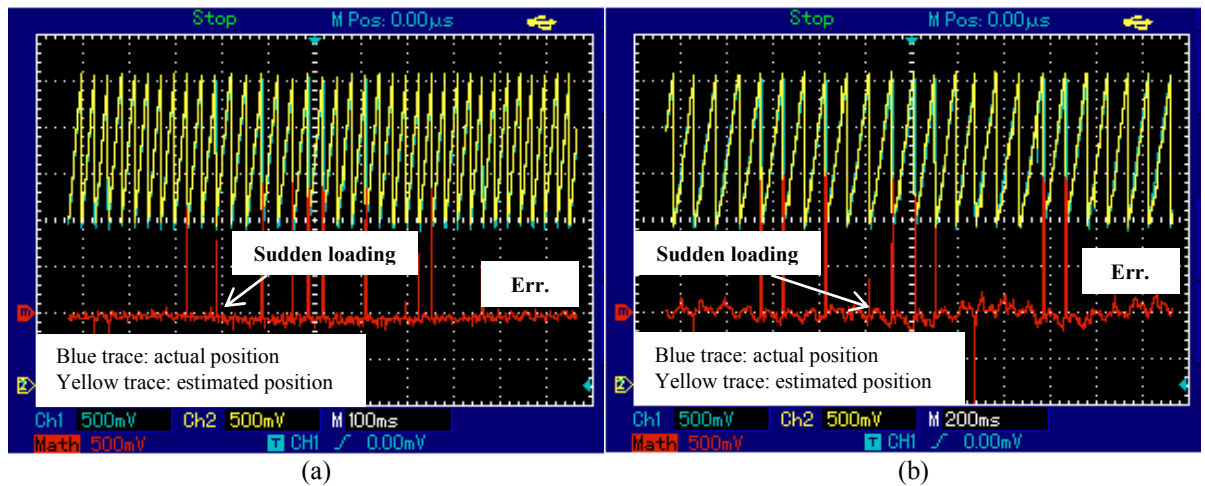 Stop M Pos: 0.00μs
Sudden loading
Err.
m
Blue trace: actual position
Yellow trace: estimated position
2
Ch1 500mV Ch2 500mV M 100ms
Math 500mV T CH1 0.00mV
(a)
Stop M Pos: 0.00μs
Sudden loading
Err.
m
Blue trace: actual position
Yellow trace: estimated position
2
Ch1 500mV Ch2 500mV M 200ms
Math 500mV T CH1 0.00mV
(b)